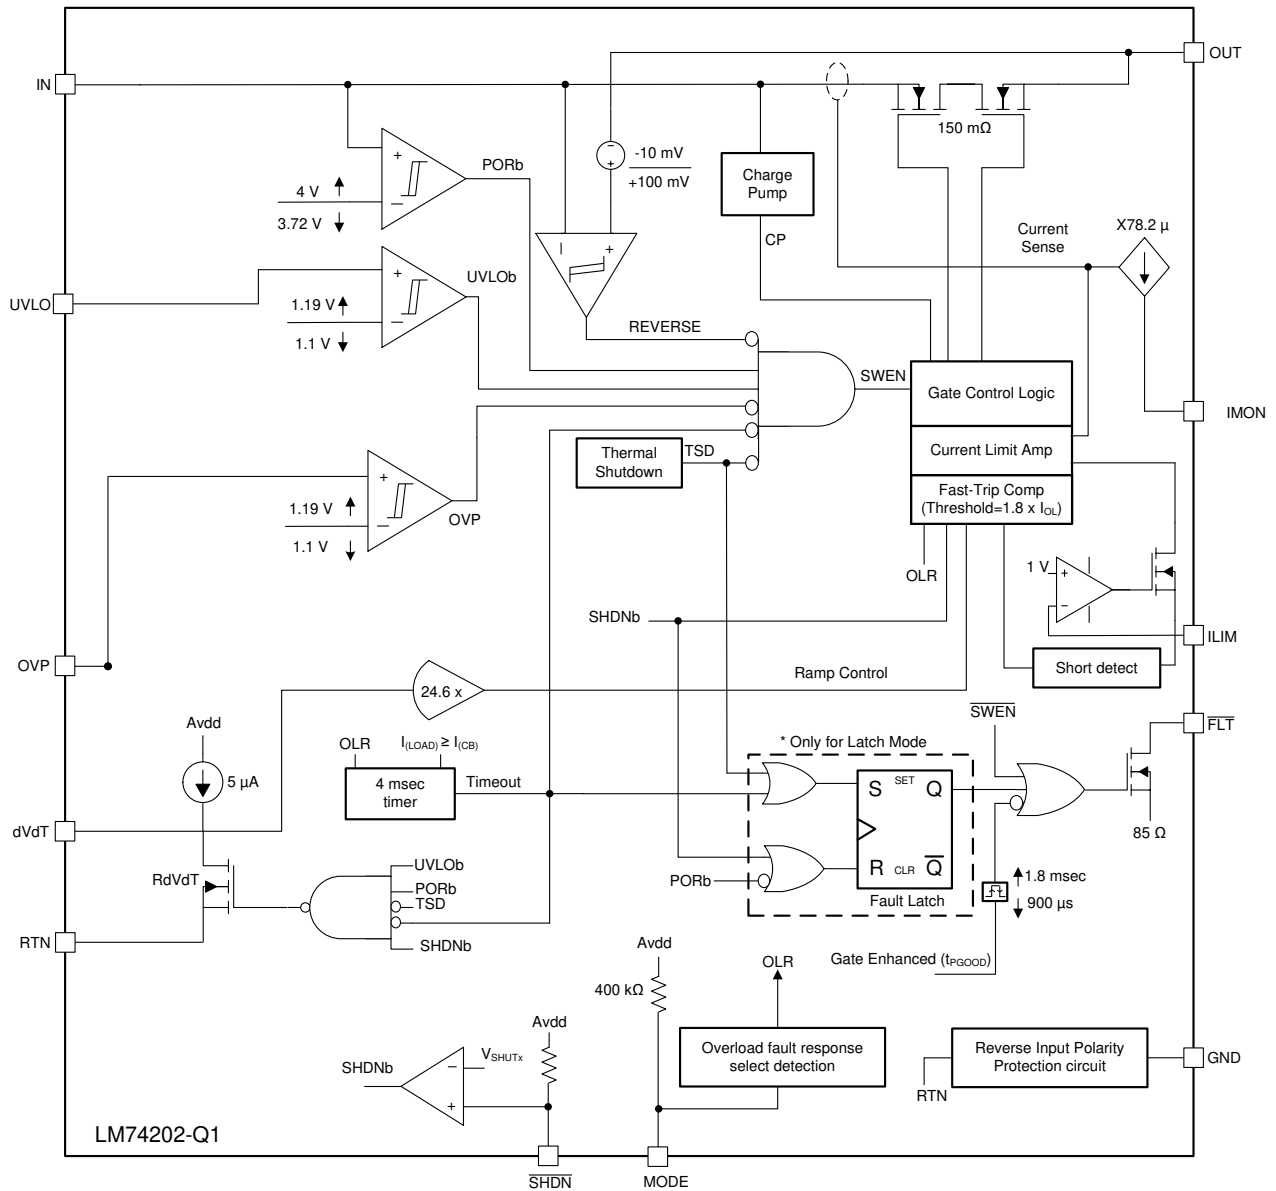 OUT
IN
150 mΩ
-10 mV
+100 mV
Charge
Pump
PORb
4 V
3.72 V
CP
Current
Sense
X78.2 µ
UVLOb
UVLO
1.19 V
1.1 V
REVERSE
SWEN
Gate Control Logic
IMON
Current Limit Amp
Thermal
Shutdown
TSD
Fast-Trip Comp
(Threshold=1.8 x IOL)
1.19 V
OVP
1.1 V
OLR
1 V
SHDNb
ILIM
OVP
Short detect
Ramp Control
24.6 x
SWEN
FLT
Avdd
OLR
I(LOAD) ≥ I(CB)
* Only for Latch Mode
5 µA
4 msec
timer
Timeout
S
SET
Q
dVdT
85 Ω
RdVdT
UVLOb
PORb
TSD
SHDNb
PORb
R
CLR
Q
Fault Latch
1.8 msec
900 µs
RTN
Avdd
OLR
Gate Enhanced (tPGOOD)
400 kΩ
Avdd
SHDNb
VSHUTx
Overload fault response
select detection
Reverse Input Polarity
Protection circuit
GND
RTN
LM74202-Q1
SHDN
MODE